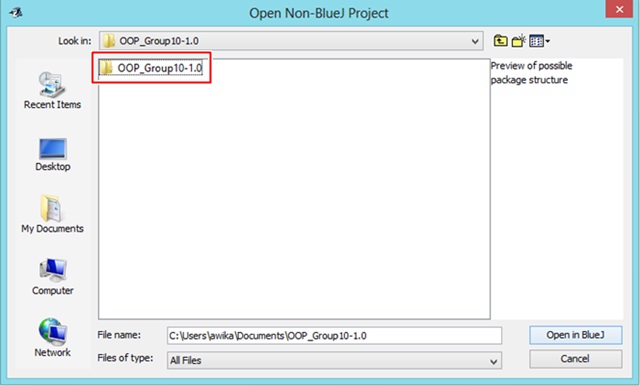 Open Non-BlueJ Project
Look in:
OOP_Group10-1.0
OOP_Group10-1.0
Preview of possible
package structure
Recent Items
Desktop
My Documents
Computer
Network
File name:
C:\Users\awika\Documents\OOP_Group10-1.0
Open in BlueJ
Files of type:
All Files
Cancel